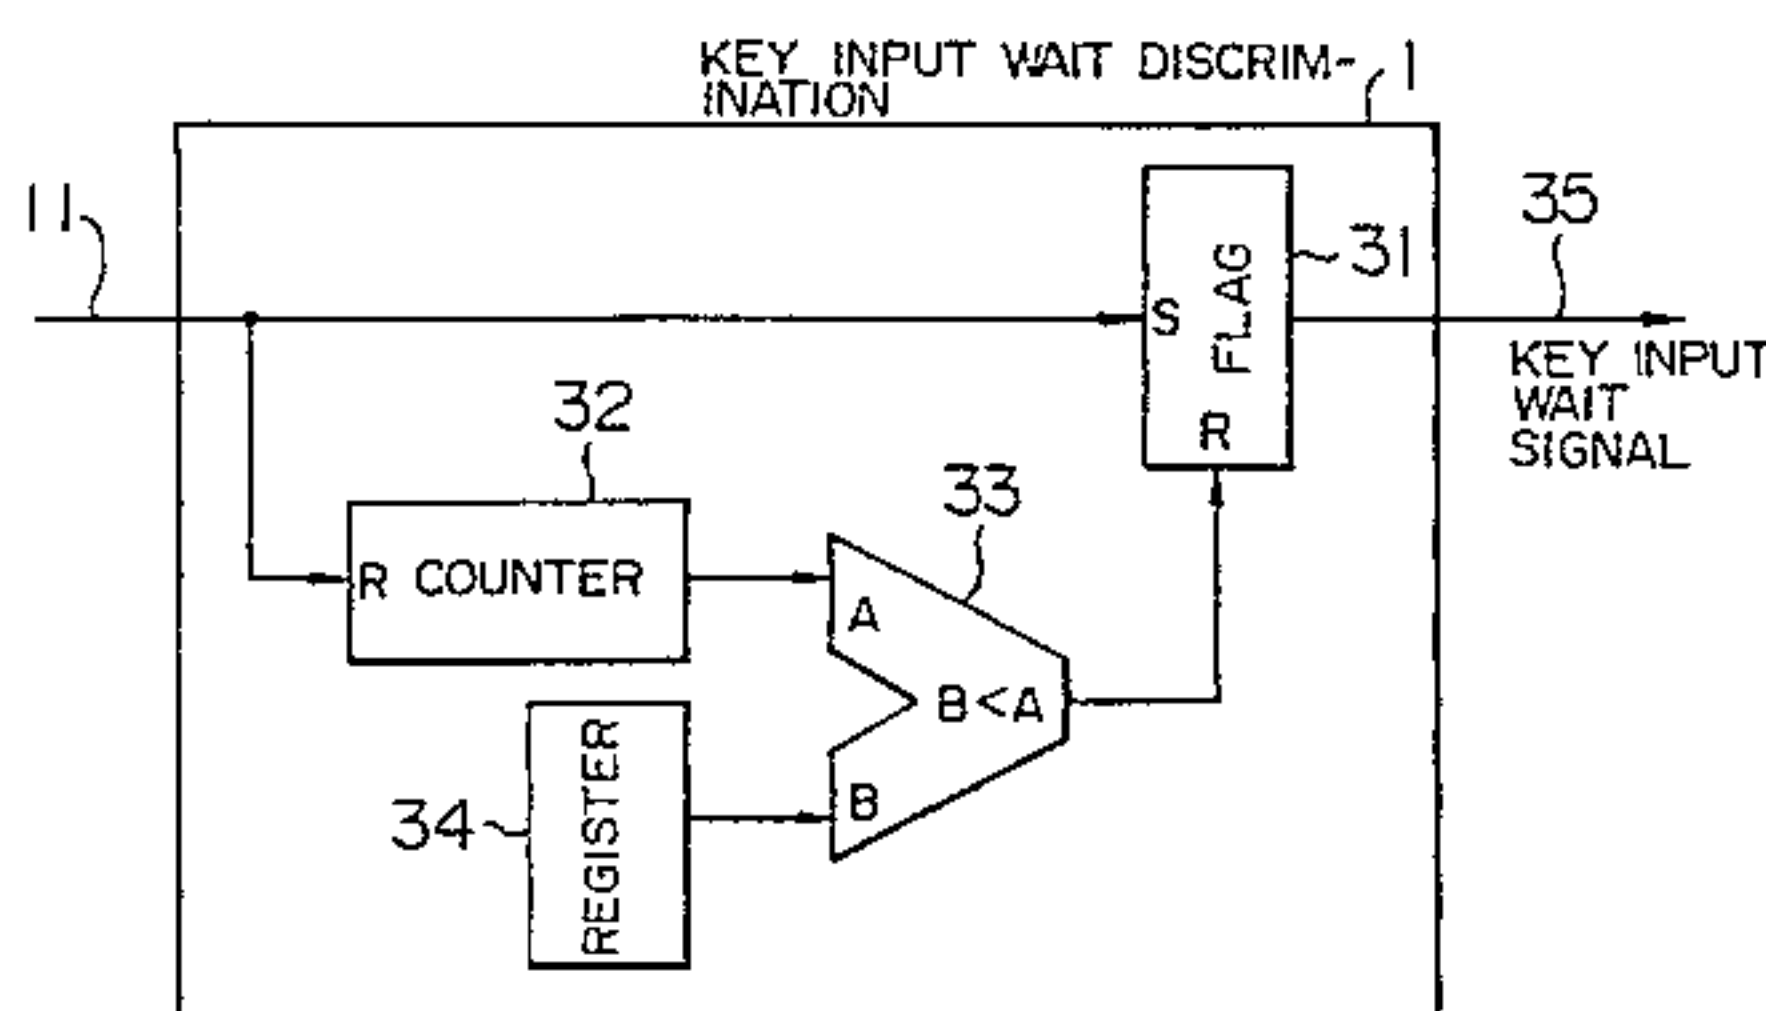 KEY INPUT WAIT DISCRIM-
INATION
1
11
35
31
S
FLAG
R
KEY INPUT
WAIT
SIGNAL
32
33
R COUNTER
A
B<A
B
34
REGISTER